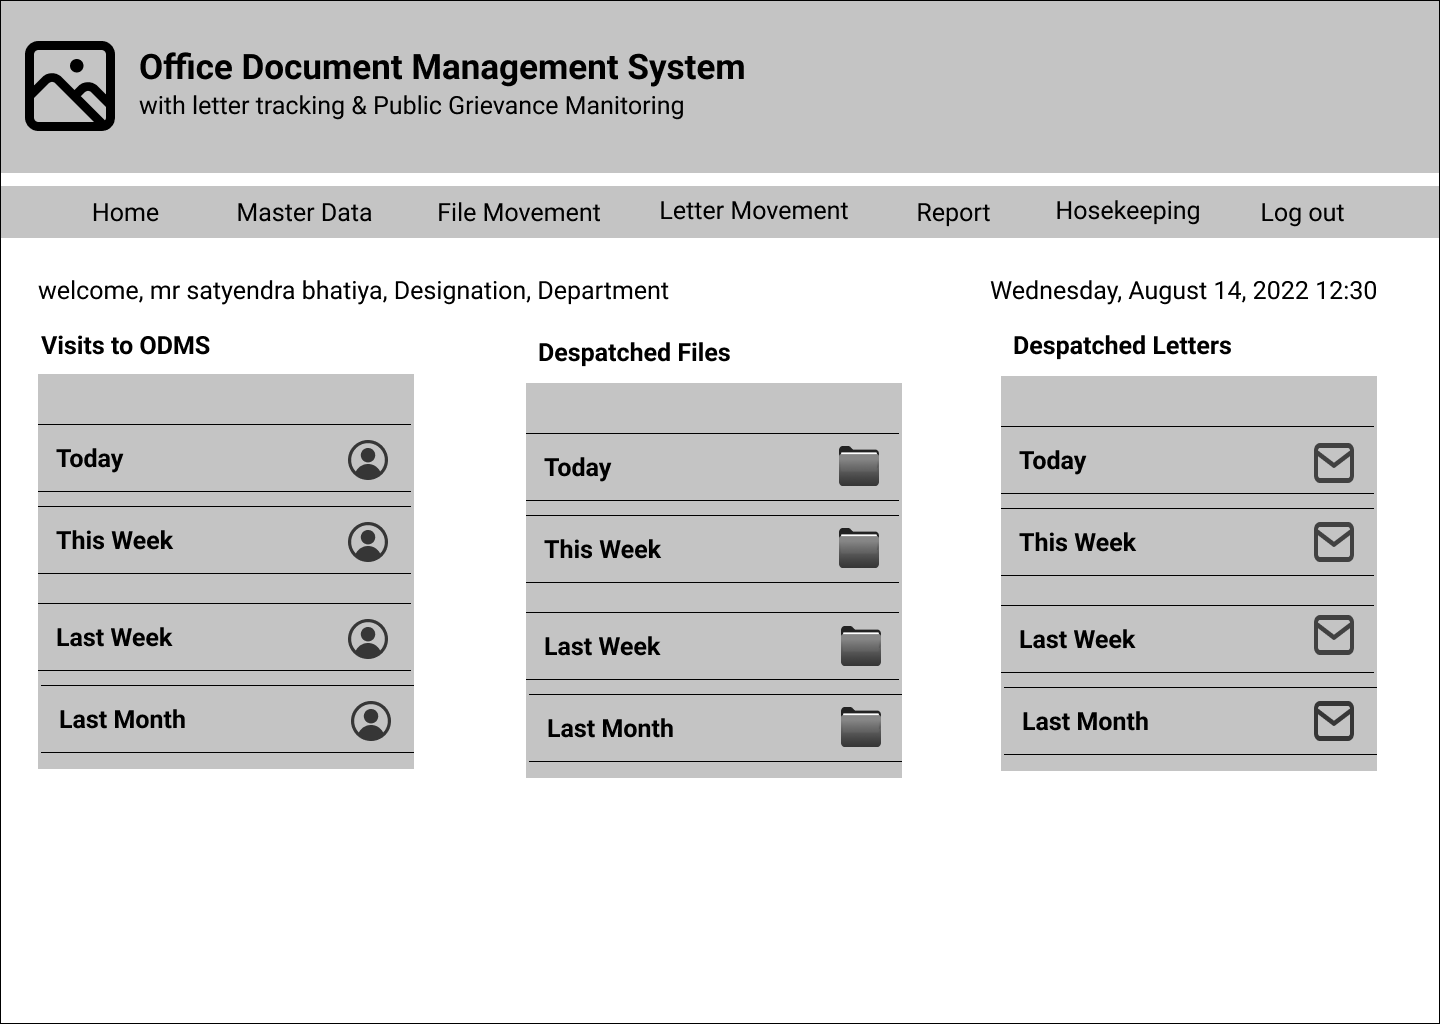 Office Document Management System
with letter tracking & Public Grievance Manitoring
Home Master Data File Movement Letter Movement Report Hosekeeping Log out
welcome, mr satyendra bhatiya, Designation, Department
Wednesday, August 14, 2022 12:30
Visits to ODMS
Today
This Week
Last Week
Last Month
Despatched Files
Today
This Week
Last Week
Last Month
Despatched Letters
Today
This Week
Last Week
Last Month